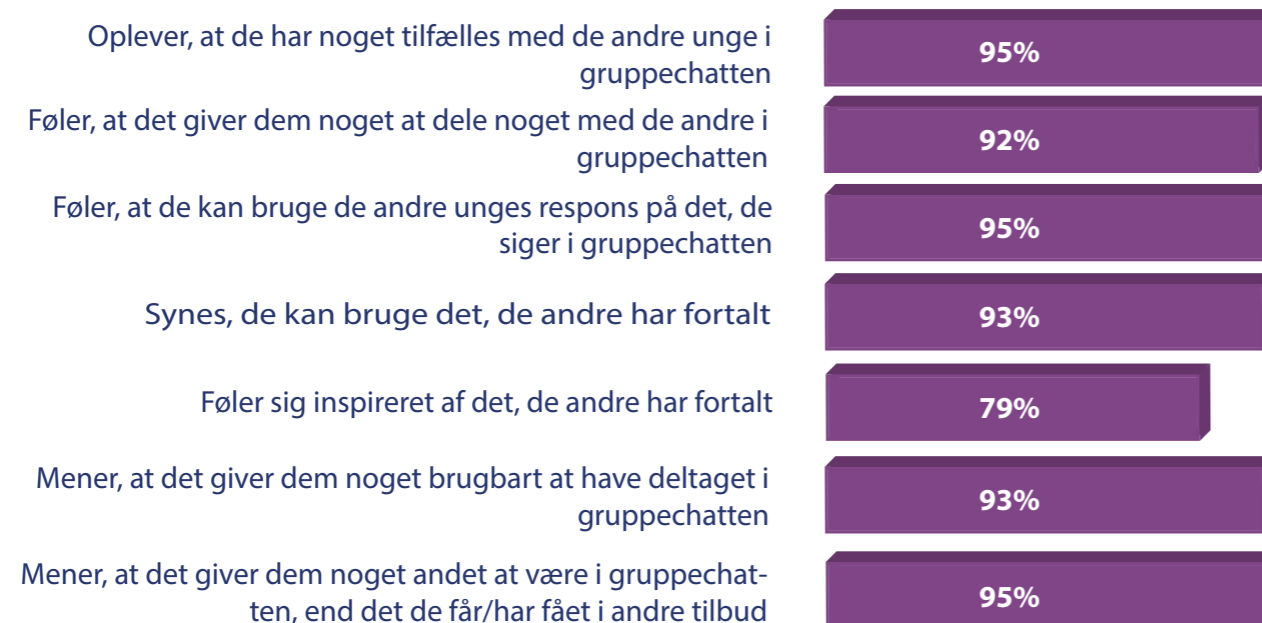 Oplever, at de har noget tilfælles med de andre unge i
gruppechatten
95%
Føler, at det giver dem noget at dele noget med de andre i
gruppechatten
92%
Føler, at de kan bruge de andre unges respons på det, de
siger i gruppechatten
95%
Synes, de kan bruge det, de andre har fortalt
93%
Føler sig inspireret af det, de andre har fortalt
79%
Mener, at det giver dem noget brugbart at have deltaget i
gruppechatten
93%
Mener, at det giver dem noget andet at være i gruppechat-
ten, end det de får/har fået i andre tilbud
95%